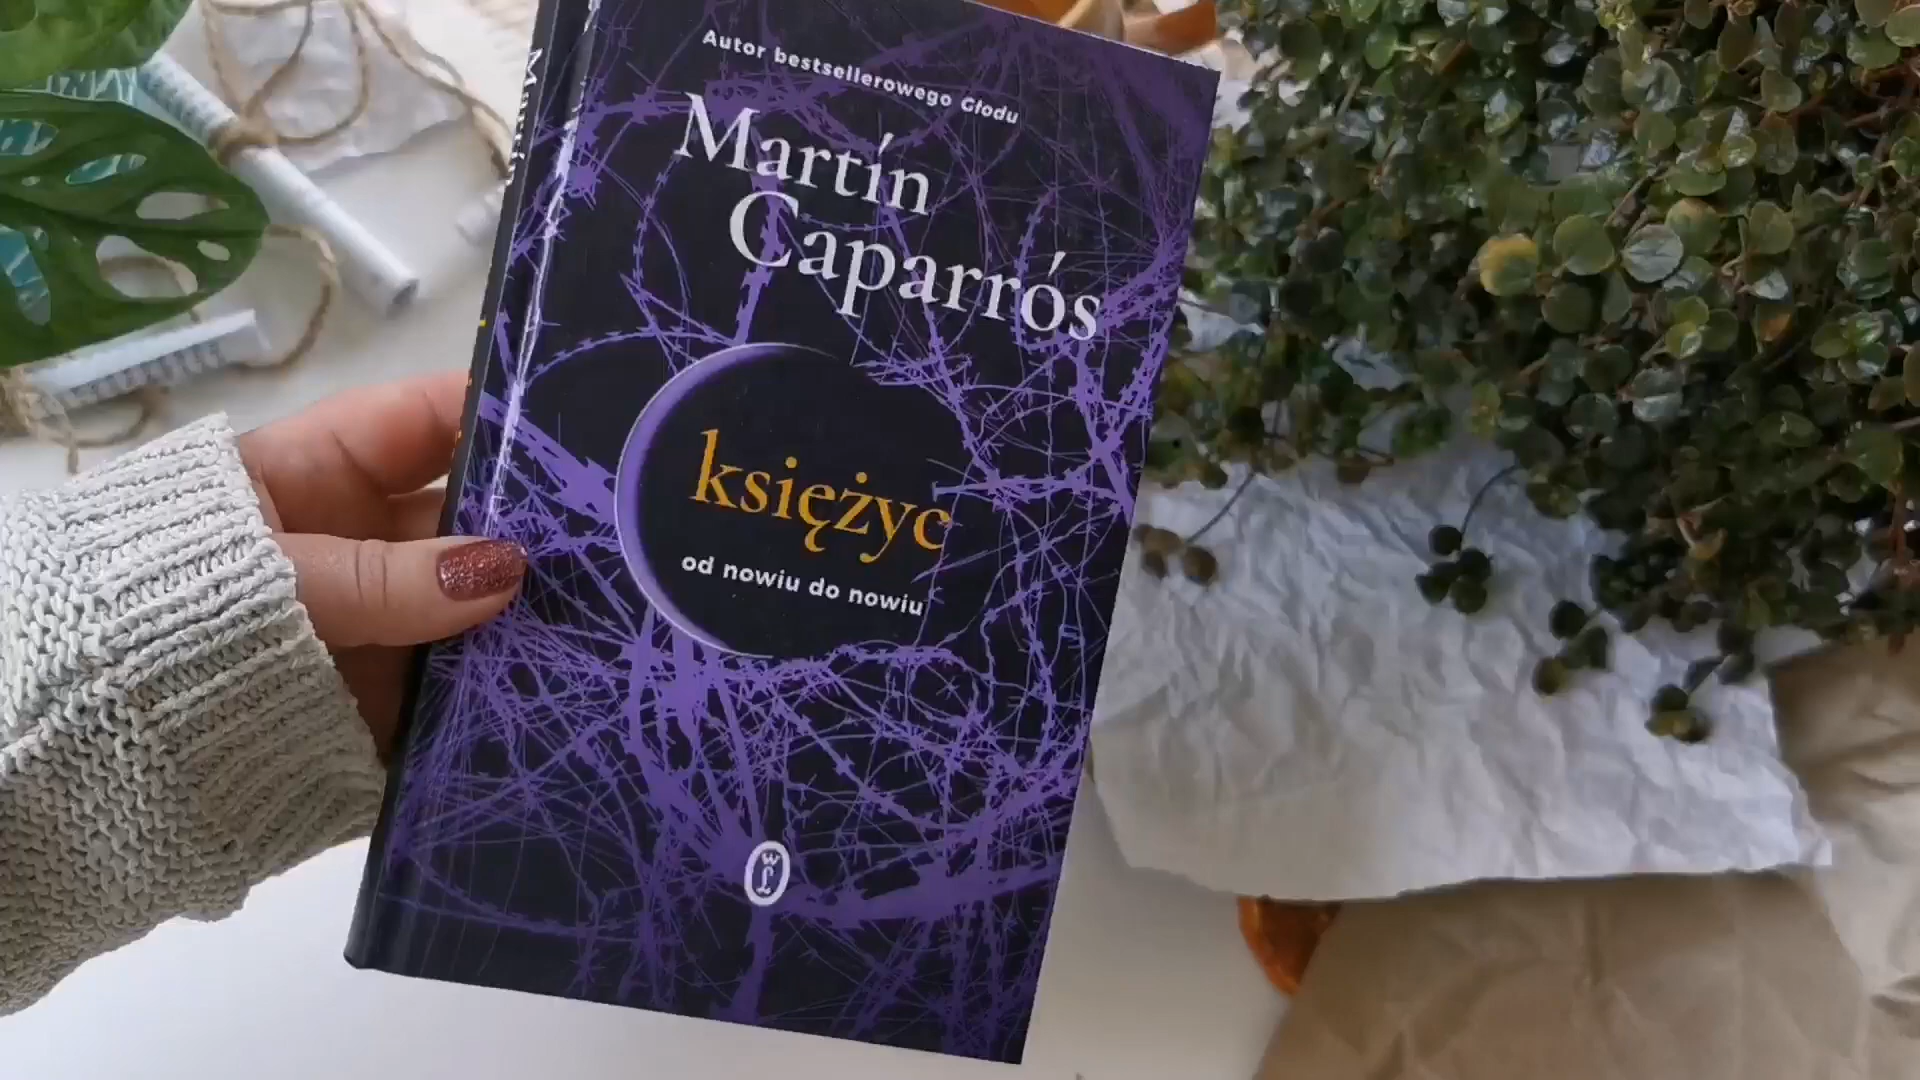 Autor bestsellerowego Głodu
Martín
Caparrós
księżyc
od nowiu do nowiu